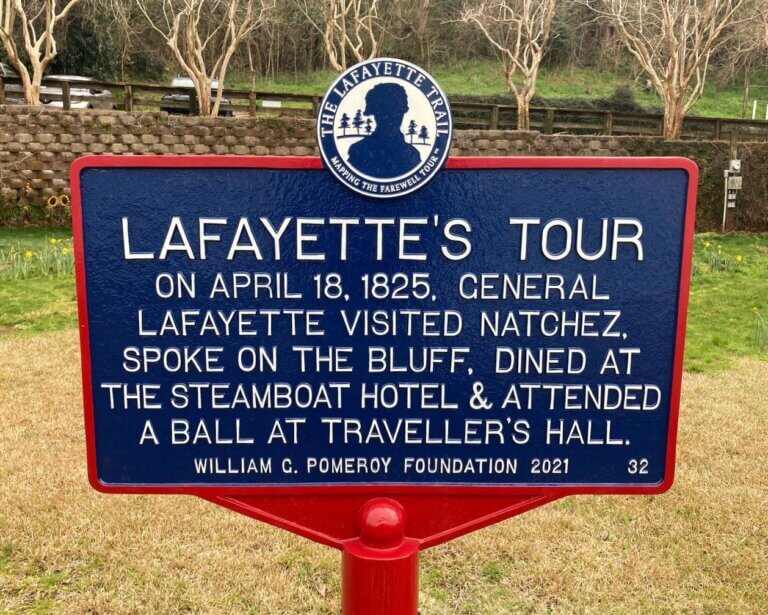 THE LAFAYETTE TRAIL
MAPPING THE FAREWELL TOUR™
LAFAYETTE'S TOUR
ON APRIL 18, 1825, GENERAL
LAFAYETTE VISITED NATCHEZ,
SPOKE ON THE BLUFF, DINED AT
THE STEAMBOAT HOTEL & ATTENDED
A BALL AT TRAVELLER'S HALL.
WILLIAM G. POMEROY FOUNDATION 2021 32